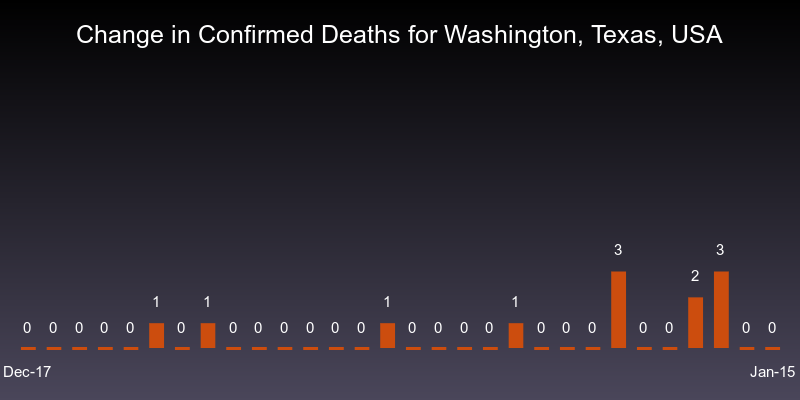 Change in Confirmed Deaths for Washington, Texas, USA
3 3
2
1 1 1 1
0 0 0 0 0 0 0 0 0 0 0 0 0 0 0 0 0 0 0 0 0 0 0
Dec-17 Jan-15